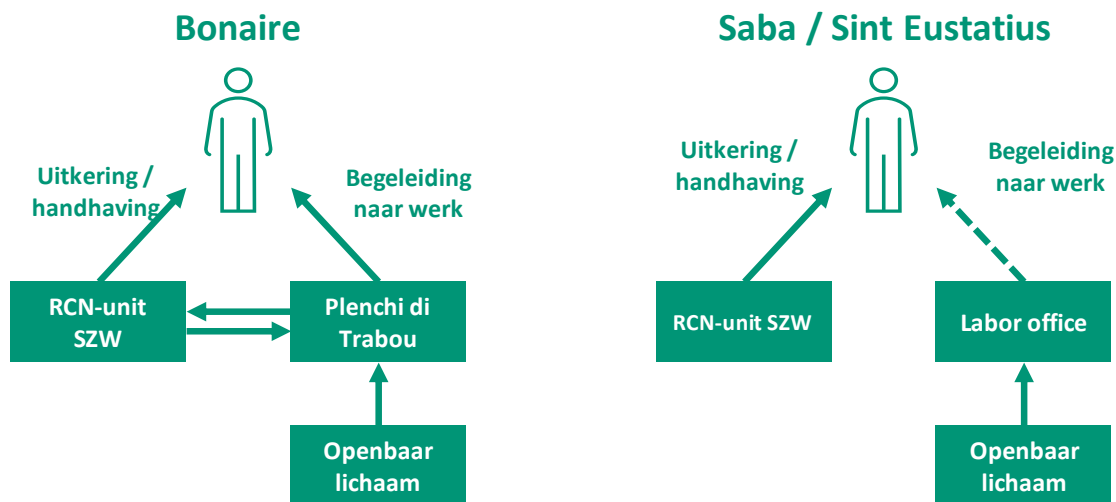 Bonaire
Uitkering /
handhaving
Begeleiding
naar werk
RCN-unit
SZW
Plenchi di
Trabou
Openbaar
lichaam
Saba / Sint Eustatius
Uitkering /
handhaving
Begeleiding
naar werk
RCN-unit SZW
Labor office
Openbaar
lichaam